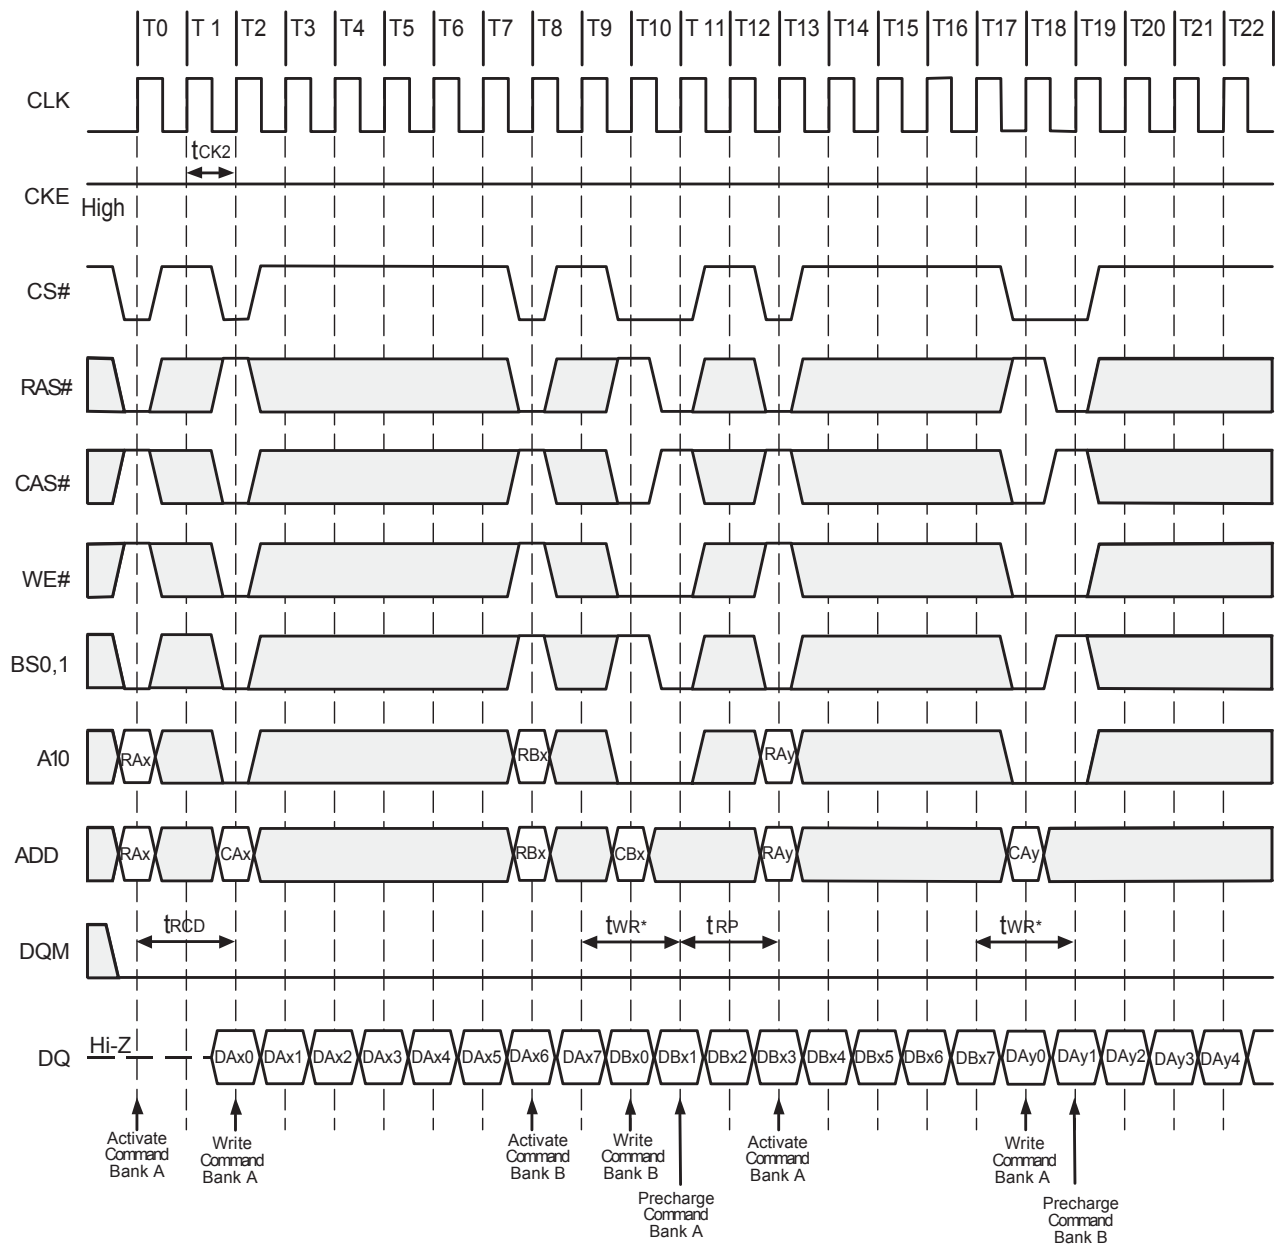 T0 T 1 T2 T3 T4 T5 T6 T7 T8 T9 T10 T 11 T12 T13 T14 T15 T16 T17 T18 T19 T20 T21 T22
CLK
tCK2
CKE
High
CS#
RAS#
CAS#
WE#
BS0,1
A10 RAx RBx RAy
ADD RAx CAx RBx CBx RAy CAy
DQM tRCD tWR* tRP tWR*
DQ Hi-Z DAx0 DAx1 DAx2 DAx3 DAx4 DAx5 DAx6 DAx7 DBx0 DBx1 DBx2 DBx3 DBx4 DBx5 DBx6 DBx7 DAy0 DAy1 DAy2 DAy3 DAy4
Activate
Command
Bank A
Write
Command
Bank A
Activate
Command
Bank B
Write
Command
Bank B
Precharge
Command
Bank A
Activate
Command
Bank A
Write
Command
Bank A
Precharge
Command
Bank B